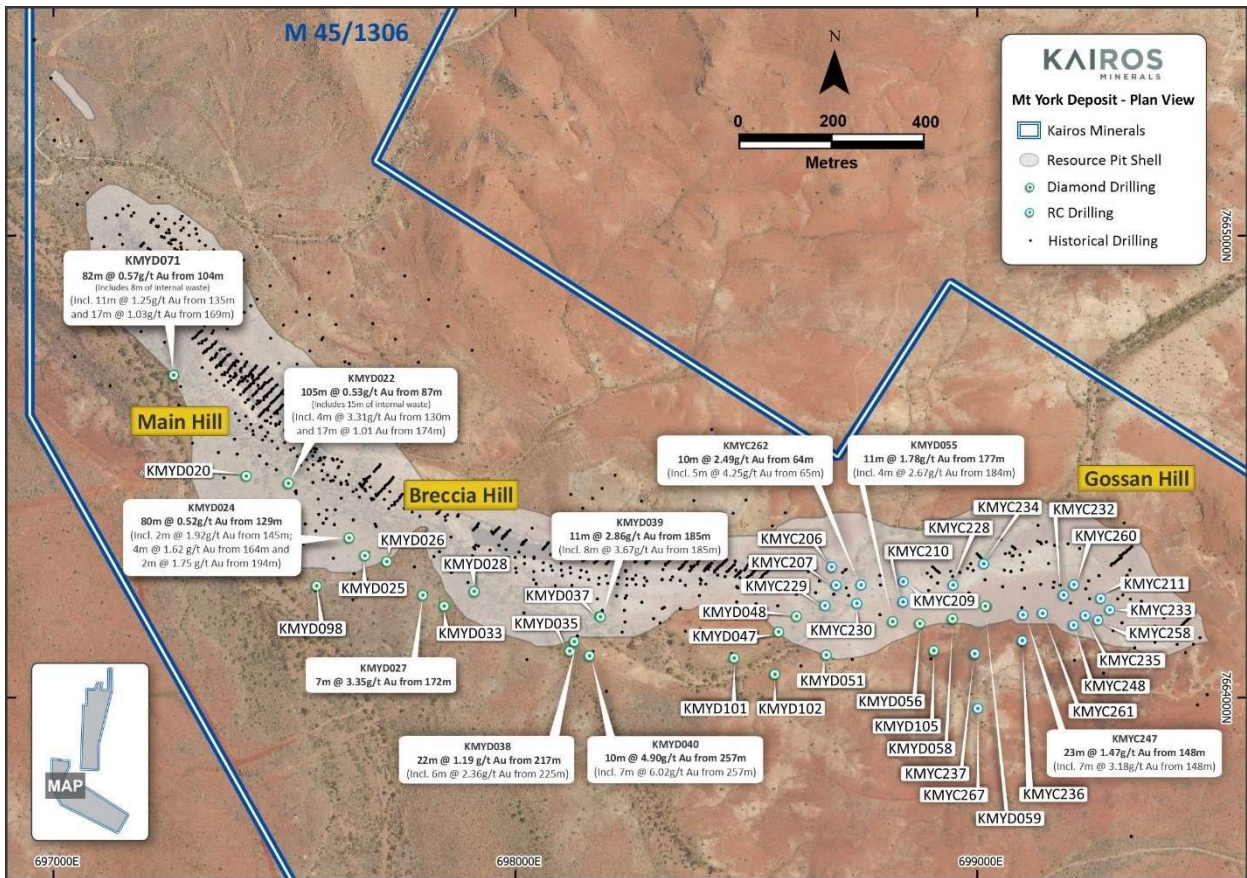 M 45/1306
N
0 200 400
Metres
KAIROS
MINERALS
Mt York Deposit - Plan View
Kairos Minerals
Resource Pit Shell
Diamond Drilling
RC Drilling
Historical Drilling
7665000N
KMYD071
82m @ 0.57g/t Au from 104m
(Includes 8m of internal waste)
(Incl. 11m @ 1.25g/t Au from 135m
and 17m @ 1.03g/t Au from 169m)
Main Hill
KMYD022
105m @ 0.53g/t Au from 87m
(Includes 15m of internal waste)
(Incl. 4m @ 3.31g/t Au from 130m
and 17m @ 1.01 Au from 174m)
KMYD020
KMYD024
80m @ 0.52g/t Au from 129m
(Incl. 2m @ 1.92g/t Au from 145m;
4m @ 1.62 g/t Au from 164m and
2m @ 1.75 g/t Au from 194m)
Breccia Hill
KMYD026
KMYD025
KMYD098
KMYD028
KMYD033
KMYD027
7m @ 3.35g/t Au from 172m
KMYD039
11m @ 2.86g/t Au from 185m
(Incl. 8m @ 3.67g/t Au from 185m)
KMYD037
KMYD035
KMYD038
22m @ 1.19 g/t Au from 217m
(Incl. 6m @ 2.36g/t Au from 225m)
KMYD040
10m @ 4.90g/t Au from 257m
(Incl. 7m @ 6.02g/t Au from 257m)
KMYC262
10m @ 2.49g/t Au from 64m
(Incl. 5m @ 4.25g/t Au from 65m)
KMYD055
11m @ 1.78g/t Au from 177m
(Incl. 4m @ 2.67g/t Au from 184m)
Gossan Hill
KMYC206
KMYC207
KMYC229
KMYD048
KMYD047
KMYC230
KMYD101
KMYD102
KMYD051
KMYC210
KMYC209
KMYC228
KMYC234
KMYC232
KMYC260
KMYC211
KMYC233
KMYC258
KMYC235
KMYC248
KMYC261
KMYD056
KMYD105
KMYD058
KMYC237
KMYC267
KMYD059
KMYC236
KMYC247
23m @ 1.47g/t Au from 148m
(Incl. 7m @ 3.18g/t Au from 148m)
7664000N
MAP
697000E
698000E
699000E